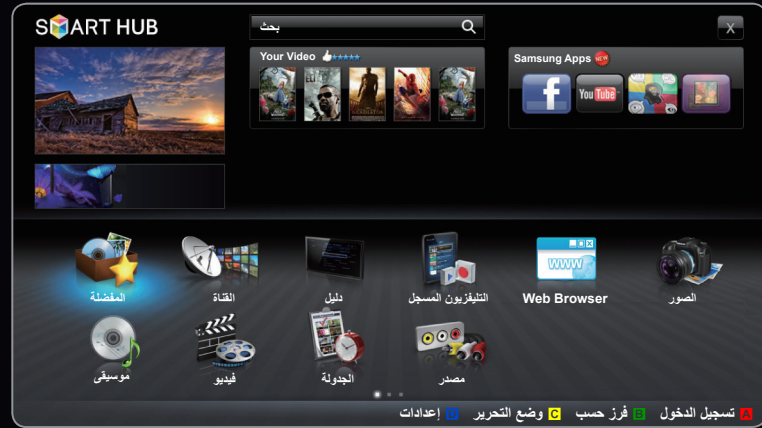 SMART HUB
بحث
X
Your Video
Samsung Apps NEW
f You Tube
المفضلة القناة دليل التليفزيون المسجل Web Browser الصور
www
موسيقى فيديو الجدولة مصدر
A تسجيل الدخول B فرز حسب C وضع التحرير D إعدادات